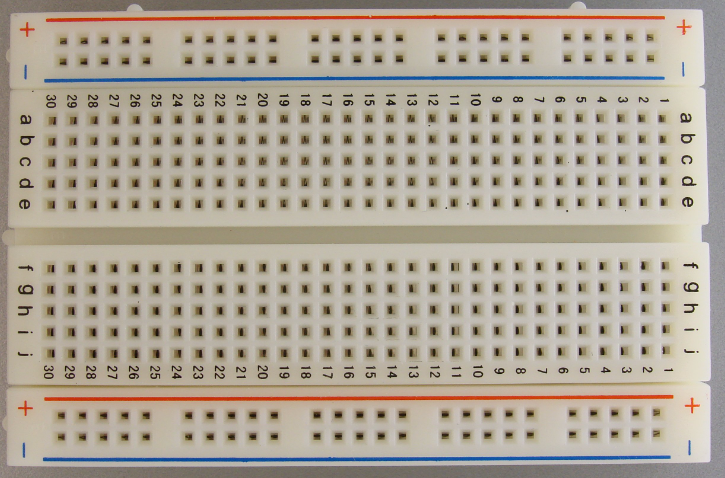 + +
- -
30 29 28 27 26 25 24 23 22 21 20 19 18 17 16 15 14 13 12 11 10 9 8 7 6 5 4 3 2 1
a a
b b
c c
d d
e e
f f
g g
h h
i i
j j
30 29 28 27 26 25 24 23 22 21 20 19 18 17 16 15 14 13 12 11 10 9 8 7 6 5 4 3 2 1
+ +
- -